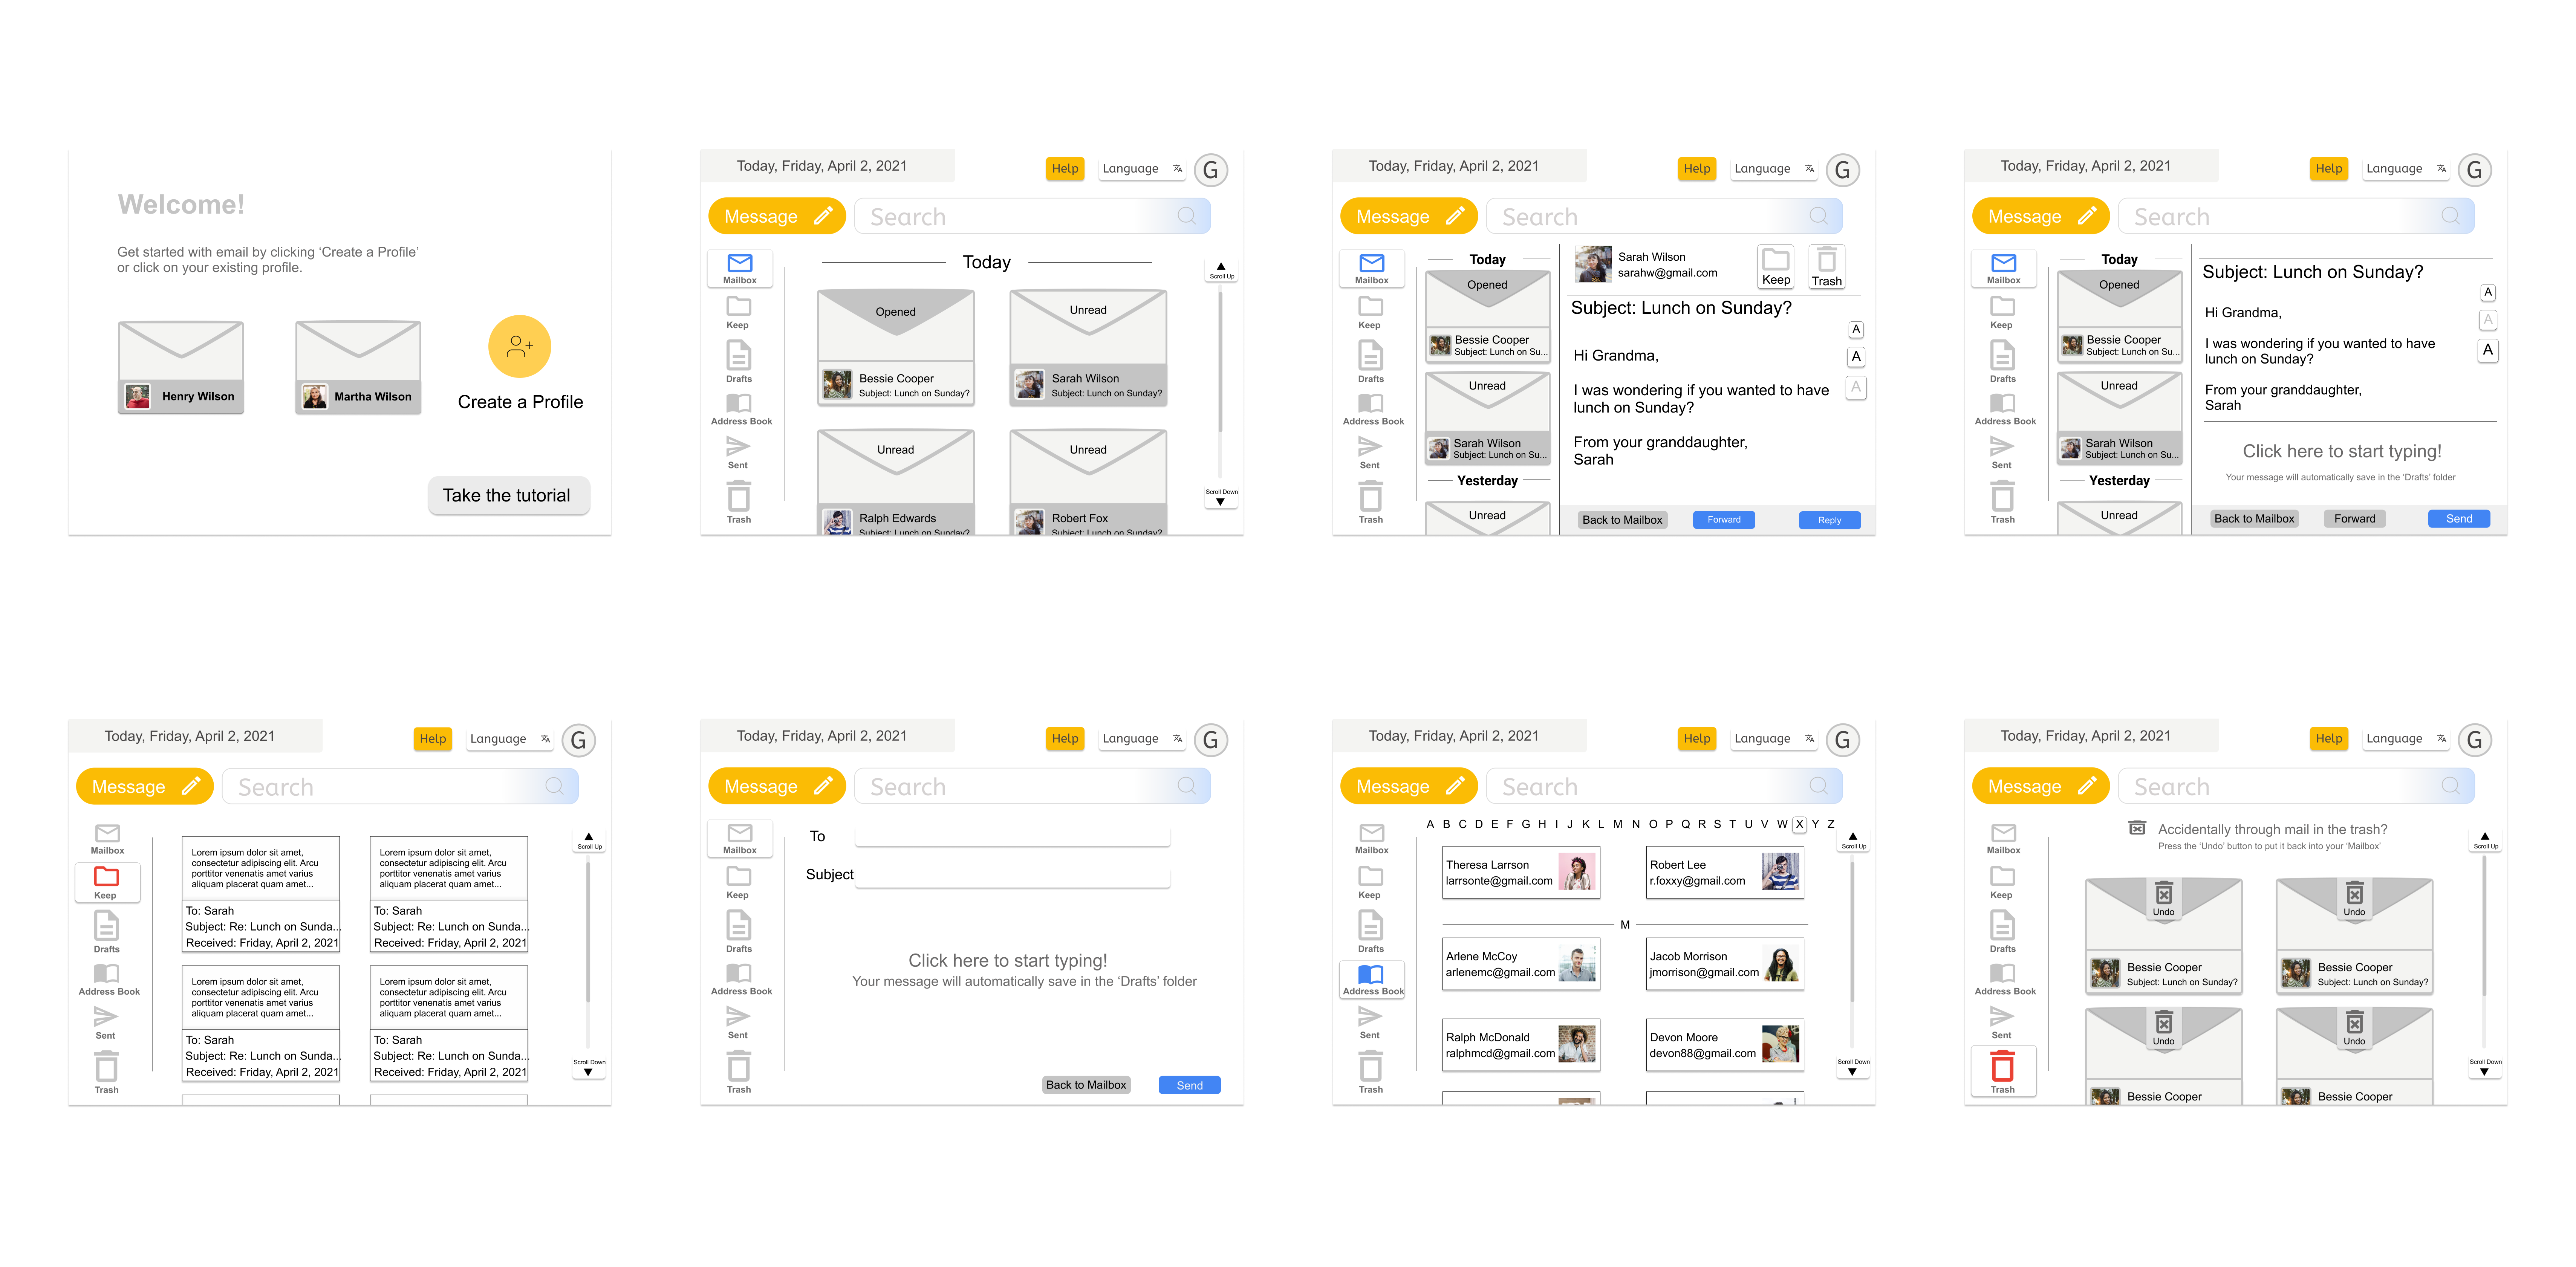 Welcome!
Get started with email by clicking ‘Create a Profile’
or click on your existing profile.
Henry Wilson
Martha Wilson
Create a Profile
Take the tutorial
Today, Friday, April 2, 2021
Help
Language
G
Message
Search
Mailbox
Keep
Drafts
Address Book
Sent
Trash
Today
Opened
Bessie Cooper
Subject: Lunch on Sunday?
Unread
Sarah Wilson
Subject: Lunch on Sunday?
Unread
Ralph Edwards
Subject: Lunch on Sunday?
Unread
Robert Fox
Subject: Lunch on Sunday?
Scroll Up
Scroll Down
Today, Friday, April 2, 2021
Help
Language
G
Message
Search
Mailbox
Keep
Drafts
Address Book
Sent
Trash
Today
Opened
Bessie Cooper
Subject: Lunch on Su...
Unread
Sarah Wilson
Subject: Lunch on Su...
Yesterday
Unread
Sarah Wilson
sarahw@gmail.com
Keep
Trash
Subject: Lunch on Sunday?
A
A
A
Hi Grandma,
I was wondering if you wanted to have
lunch on Sunday?
From your granddaughter,
Sarah
Back to Mailbox
Forward
Reply
Today, Friday, April 2, 2021
Help
Language
G
Message
Search
Mailbox
Keep
Drafts
Address Book
Sent
Trash
Today
Opened
Bessie Cooper
Subject: Lunch on Su...
Unread
Sarah Wilson
Subject: Lunch on Su...
Yesterday
Unread
Subject: Lunch on Sunday?
A
A
A
Hi Grandma,
I was wondering if you wanted to have
lunch on Sunday?
From your granddaughter,
Sarah
Click here to start typing!
Your message will automatically save in the ‘Drafts’ folder
Back to Mailbox
Forward
Send
Today, Friday, April 2, 2021
Help
Language
G
Message
Search
Mailbox
Keep
Drafts
Address Book
Sent
Trash
Lorem ipsum dolor sit amet,
consectetur adipiscing elit. Arcu
porttitor venenatis amet varius
aliquam placerat quam amet...
To: Sarah
Subject: Re: Lunch on Sunda...
Received: Friday, April 2, 2021
Lorem ipsum dolor sit amet,
consectetur adipiscing elit. Arcu
porttitor venenatis amet varius
aliquam placerat quam amet...
To: Sarah
Subject: Re: Lunch on Sunda...
Received: Friday, April 2, 2021
Lorem ipsum dolor sit amet,
consectetur adipiscing elit. Arcu
porttitor venenatis amet varius
aliquam placerat quam amet...
To: Sarah
Subject: Re: Lunch on Sunda...
Received: Friday, April 2, 2021
Lorem ipsum dolor sit amet,
consectetur adipiscing elit. Arcu
porttitor venenatis amet varius
aliquam placerat quam amet...
To: Sarah
Subject: Re: Lunch on Sunda...
Received: Friday, April 2, 2021
Scroll Up
Scroll Down
Today, Friday, April 2, 2021
Help
Language
G
Message
Search
Mailbox
Keep
Drafts
Address Book
Sent
Trash
To
Subject
Click here to start typing!
Your message will automatically save in the ‘Drafts’ folder
Back to Mailbox
Send
Today, Friday, April 2, 2021
Help
Language
G
Message
Search
Mailbox
Keep
Drafts
Address Book
Sent
Trash
A B C D E F G H I J K L M N O P Q R S T U V W X Y Z
Theresa Larrson
larrsonte@gmail.com
Robert Lee
r.foxxy@gmail.com
M
Arlene McCoy
arlenemc@gmail.com
Jacob Morrison
jmorrison@gmail.com
Ralph McDonald
ralphmcd@gmail.com
Devon Moore
devon88@gmail.com
Scroll Up
Scroll Down
Today, Friday, April 2, 2021
Help
Language
G
Message
Search
Mailbox
Keep
Drafts
Address Book
Sent
Trash
Accidentally through mail in the trash?
Press the ‘Undo’ button to put it back into your ‘Mailbox’
Undo
Bessie Cooper
Subject: Lunch on Sunday?
Undo
Bessie Cooper
Subject: Lunch on Sunday?
Undo
Bessie Cooper
Undo
Bessie Cooper
Scroll Up
Scroll Down